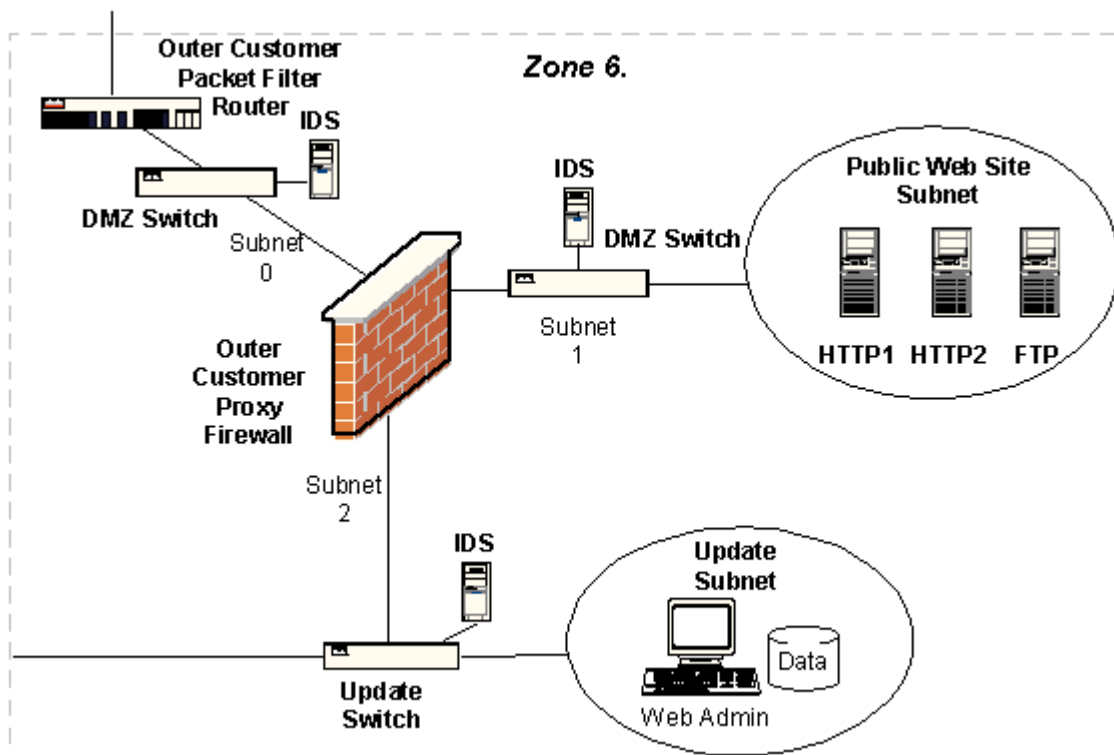 Outer Customer
Packet Filter
Router
Zone 6.
IDS
DMZ Switch
Subnet
0
IDS
DMZ Switch
Subnet
1
Public Web Site
Subnet
HTTP1 HTTP2 FTP
Outer
Customer
Proxy
Firewall
Subnet
2
IDS
Update
Switch
Update
Subnet
Data
Web Admin